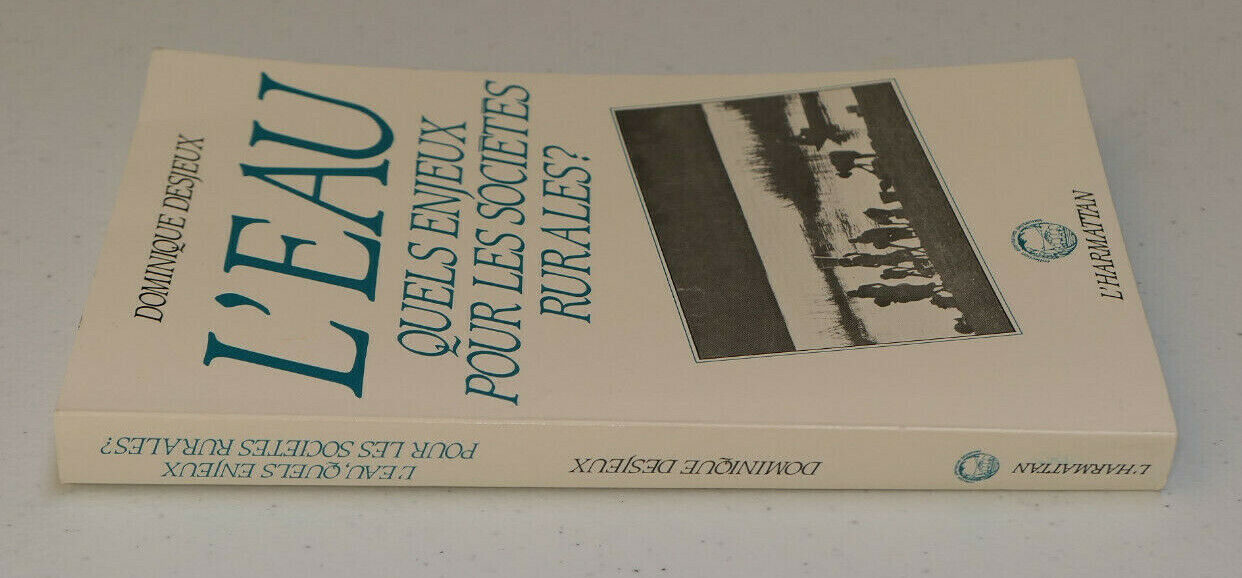 DOMINIQUE DESJEUX
L'EAU
QUELS ENJEUX
POUR LES SOCIÉTÉS
RURALES?
L'HARMATTAN
L'EAU, QUELS ENJEUX
POUR LES SOCIETES RURALES?
DOMINIQUE DESJEUX
L'HARMATTAN